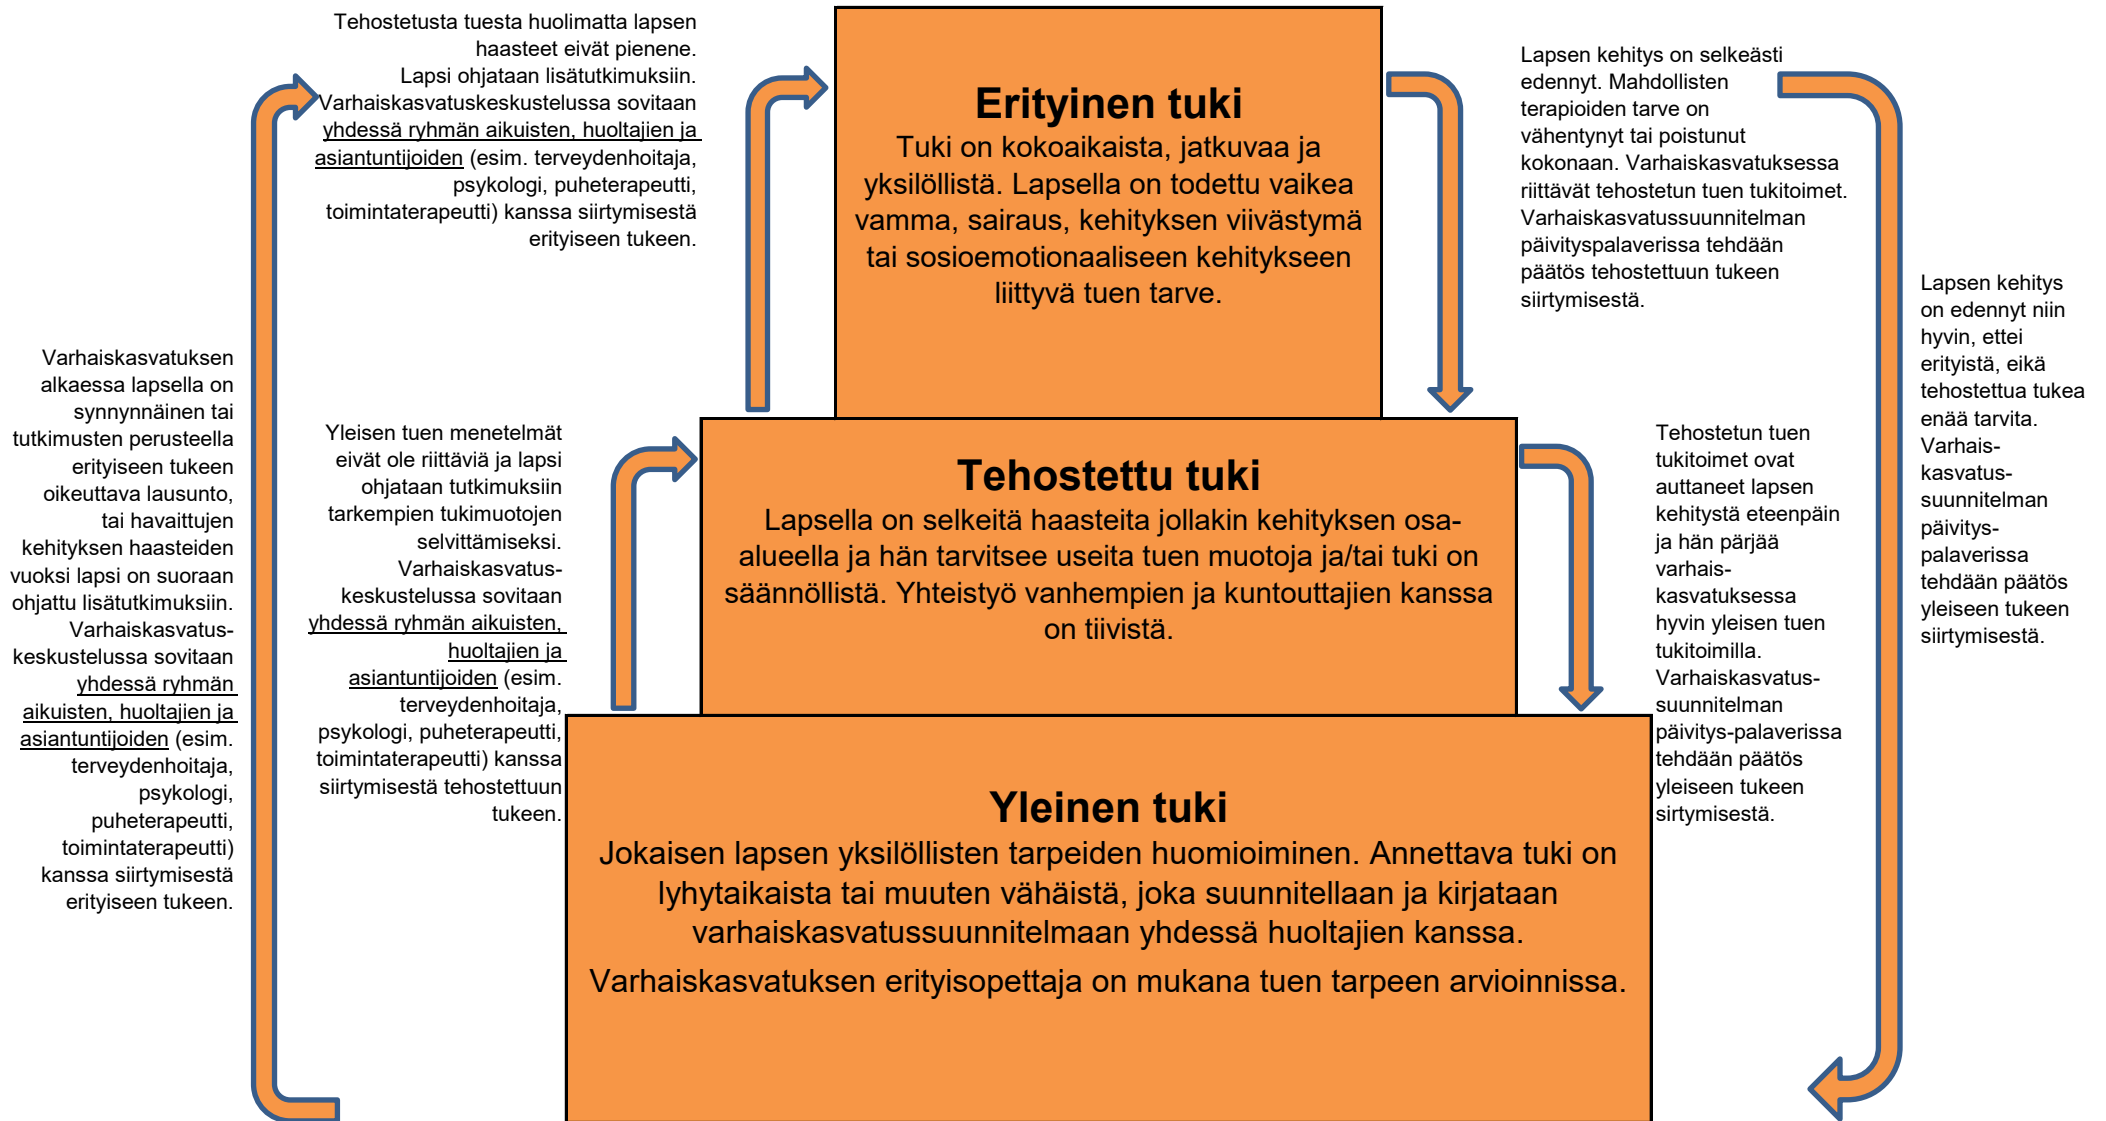 Tehostetusta tuesta huolimatta lapsen
haasteet eivät pienene.
Lapsi ohjataan lisätutkimuksiin.
Varhaiskasvatuskeskustelussa sovitaan
yhdessä ryhmän aikuisten, huoltajien ja
asiantuntijoiden (esim. terveydenhoitaja,
psykologi, puheterapeutti,
toimintaterapeutti) kanssa siirtymisestä
erityiseen tukeen.
Erityinen tuki
Tuki on kokoaikaista, jatkuvaa ja
yksilöllistä. Lapsella on todettu vaikea
vamma, sairaus, kehityksen viivästymä
tai sosioemotionaaliseen kehitykseen
liittyvä tuen tarve.
Lapsen kehitys on selkeästi
edennyt. Mahdollisten
terapioiden tarve on
vähentynyt tai poistunut
kokonaan. Varhaiskasvatuksessa
riittävät tehostetun tuen tukitoimet.
Varhaiskasvatussuunnitelman
päivityspalaverissa tehdään
päätös tehostettuun tukeen
siirtymisestä.
Lapsen kehitys
on edennyt niin
hyvin, ettei
erityistä, eikä
tehostettua tukea
enää tarvita.
Varhais-
kasvatus-
suunnitelman
päivitys-
palaverissa
tehdään päätös
yleiseen tukeen
siirtymisestä.
Varhaiskasvatuksen
alkaessa lapsella on
synnynnäinen tai
tutkimusten perusteella
erityiseen tukeen
oikeuttava lausunto,
tai havaittujen
kehityksen haasteiden
vuoksi lapsi on suoraan
ohjattu lisätutkimuksiin.
Varhaiskasvatus-
keskustelussa sovitaan
yhdessä ryhmän
aikuisten, huoltajien ja
asiantuntijoiden (esim.
terveydenhoitaja,
psykologi,
puheterapeutti,
toimintaterapeutti)
kanssa siirtymisestä
erityiseen tukeen.
Yleisen tuen menetelmät
eivät ole riittäviä ja lapsi
ohjataan tutkimuksiin
tarkempien tukimuotojen
selvittämiseksi.
Varhaiskasvatus-
keskustelussa sovitaan
yhdessä ryhmän aikuisten,
huoltajien ja
asiantuntijoiden (esim.
terveydenhoitaja,
psykologi, puheterapeutti,
toimintaterapeutti) kanssa
siirtymisestä tehostettuun
tukeen.
Tehostettu tuki
Lapsella on selkeitä haasteita jollakin kehityksen osa-
alueella ja hän tarvitsee useita tuen muotoja ja/tai tuki on
säännöllistä. Yhteistyö vanhempien ja kuntouttajien kanssa
on tiivistä.
Tehostetun tuen
tukitoimet ovat
auttaneet lapsen
kehitystä eteenpäin
ja hän pärjää
varhais-
kasvatuksessa
hyvin yleisen tuen
tukitoimilla.
Varhaiskasvatus-
suunnitelman
päivitys-palaverissa
tehdään päätös
yleiseen tukeen
sirtymisestä.
Yleinen tuki
Jokaisen lapsen yksilöllisten tarpeiden huomioiminen. Annettava tuki on
lyhytaikaista tai muuten vähäistä, joka suunnitellaan ja kirjataan
varhaiskasvatussuunnitelmaan yhdessä huoltajien kanssa.
Varhaiskasvatuksen erityisopettaja on mukana tuen tarpeen arvioinnissa.